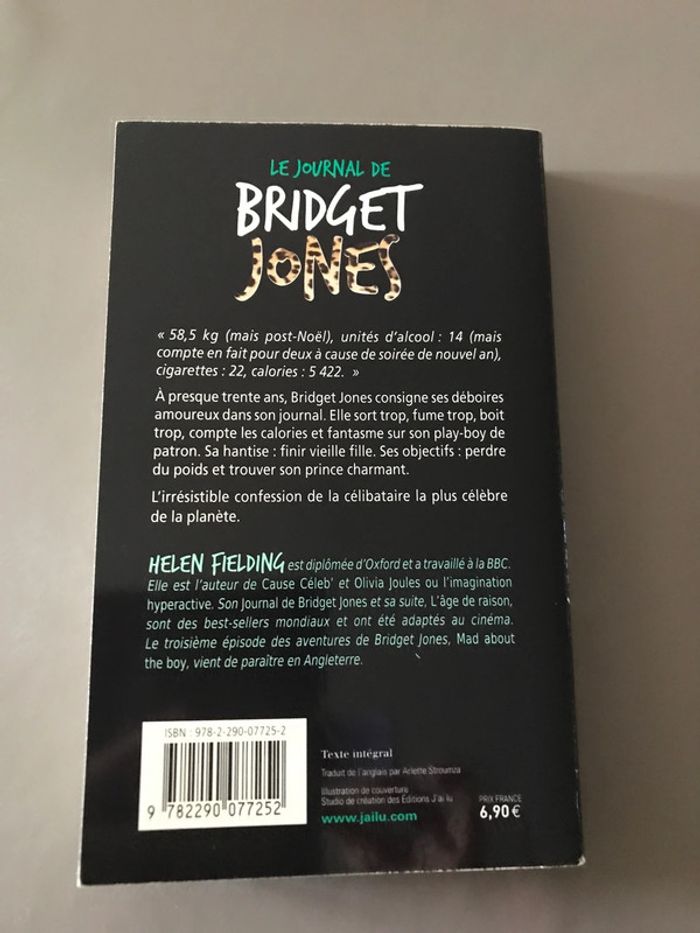 LE JOURNAL DE
BRIDGET
JONES
« 58,5 kg (mais post-Noël), unités d'alcool : 14 (mais
compte en fait pour deux à cause de soirée de nouvel an),
cigarettes : 22, calories : 5 422. »
À presque trente ans, Bridget Jones consigne ses déboires
amoureux dans son journal. Elle sort trop, fume trop, boit
trop, compte les calories et fantasme sur son play-boy de
patron. Sa hantise : finir vieille fille. Ses objectifs : perdre
du poids et trouver son prince charmant.
L'irrésistible confession de la célibataire la plus célèbre
de la planète.
HELEN FIELDING est diplômée d'Oxford et a travaillé à la BBC.
Elle est l'auteur de Cause Céleb' et Olivia Joules ou l'imagination
hyperactive. Son Journal de Bridget Jones et sa suite, L'âge de raison,
sont des best-sellers mondiaux et ont été adaptés au cinéma.
Le troisième épisode des aventures de Bridget Jones, Mad about
the boy, vient de paraître en Angleterre.
ISBN : 978-2-290-07725-2
9 782290 077252
Texte intégral
Traduit de l'anglais par Arlette Stroumza
Illustration de couverture
Studio de création des Éditions J'ai lu
www.jailu.com
PRIX FRANCE
6,90 €